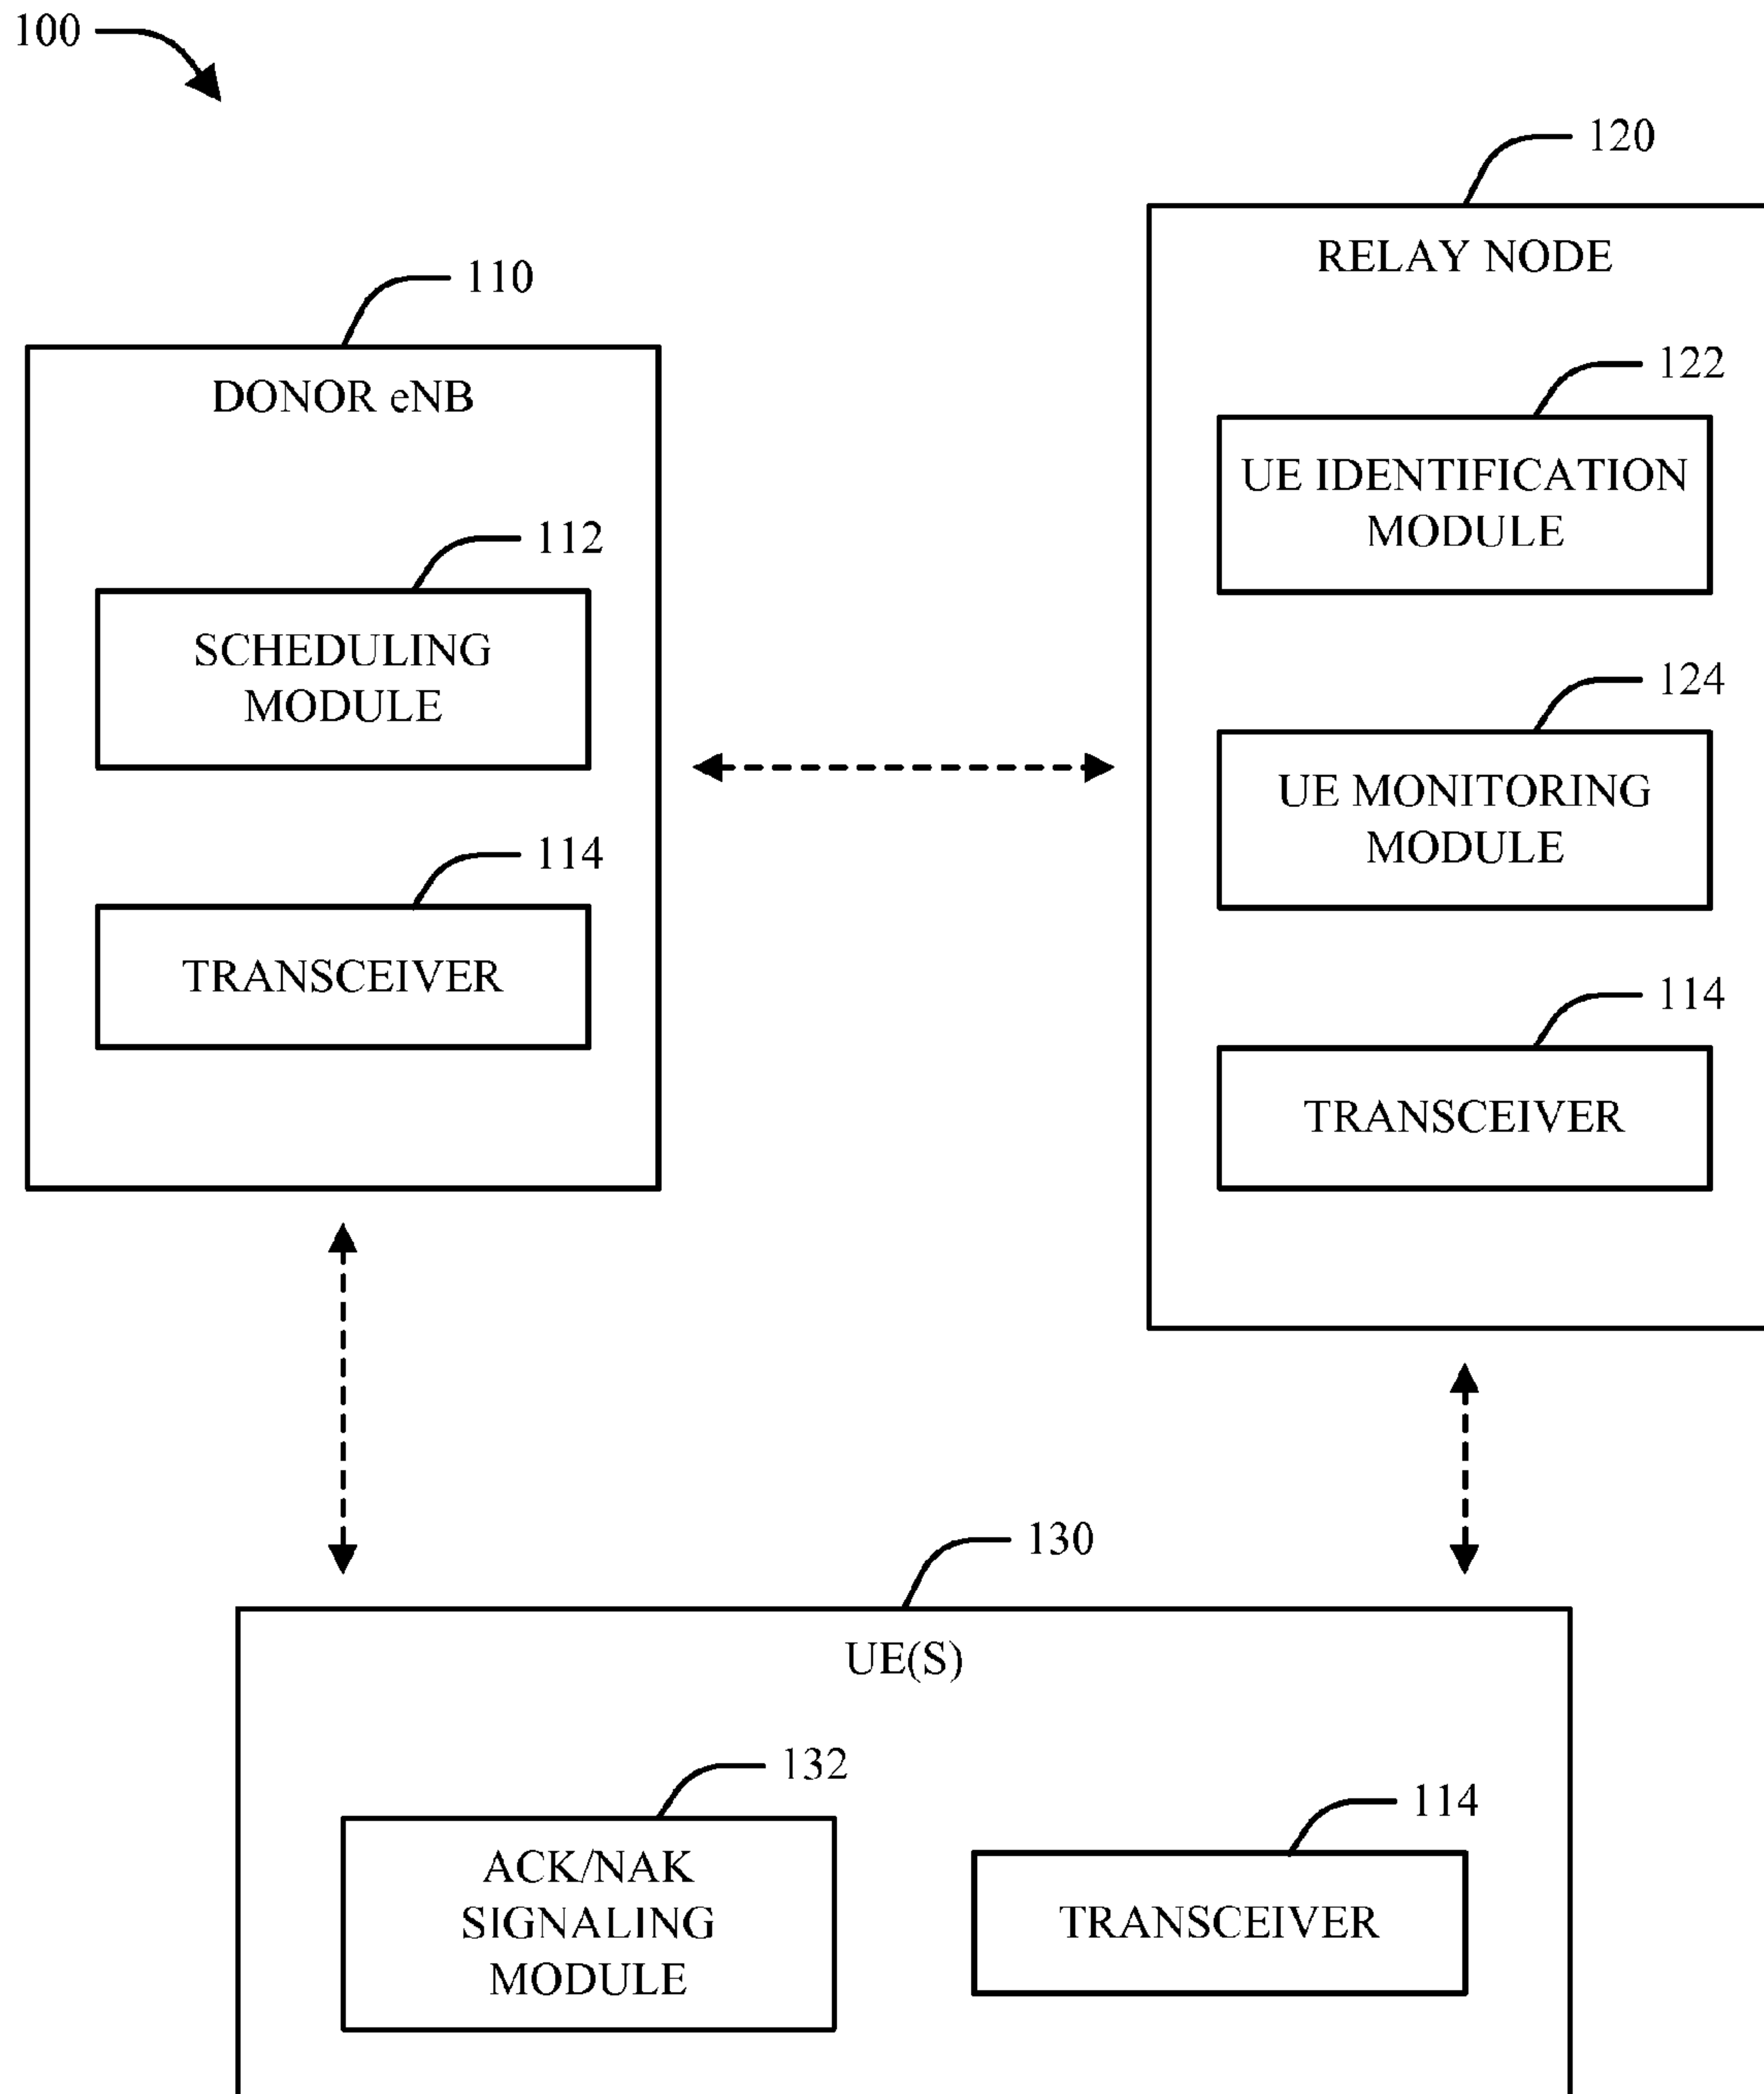 100
120
RELAY NODE
110
DONOR eNB
122
UE IDENTIFICATION
MODULE
112
SCHEDULING
MODULE
124
UE MONITORING
MODULE
114
TRANSCEIVER
114
TRANSCEIVER
130
UE(S)
132
ACK/NAK
SIGNALING
MODULE
114
TRANSCEIVER